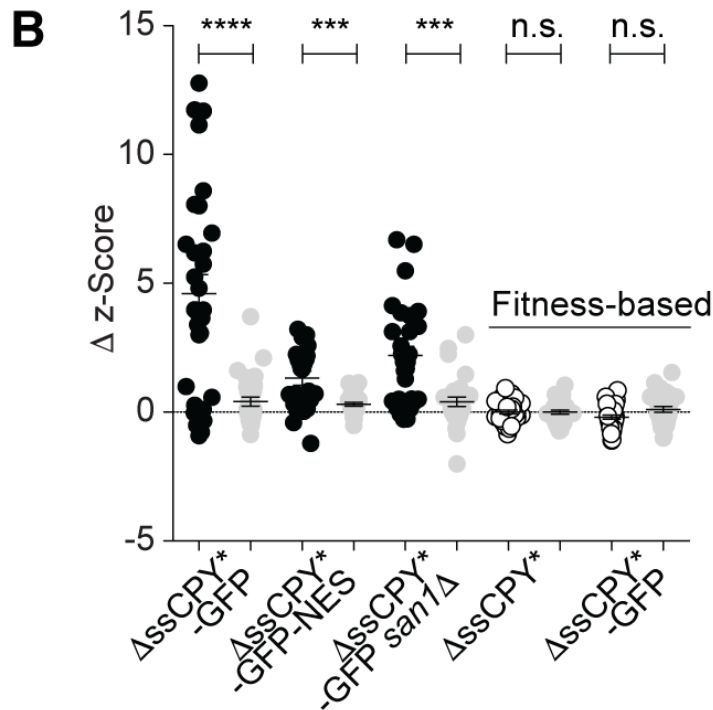 B
15
10
5
0
-5
Δ z-Score
****
***
***
n.s.
n.s.
Fitness-based
ΔssCPY*
-GFP
ΔssCPY*
-GFP-NES
ΔssCPY*
-GFP san1Δ
ΔssCPY*
ΔssCPY*
-GFP